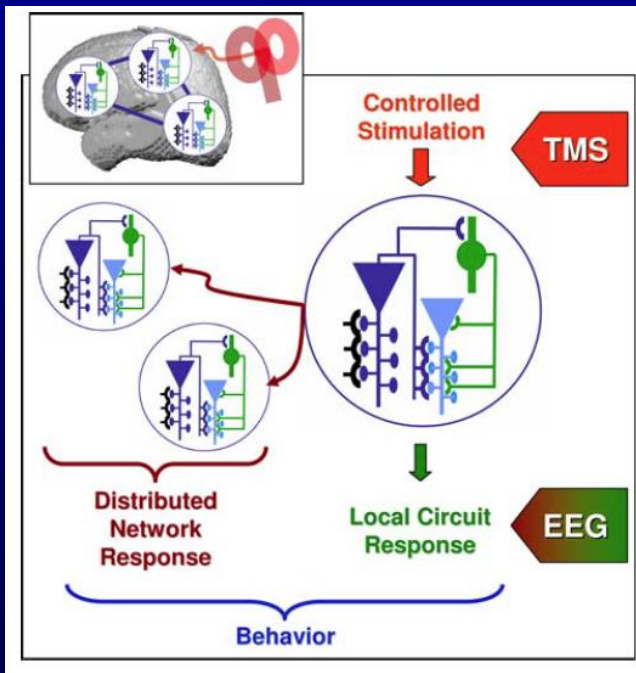 Controlled
Stimulation
TMS
Distributed
Network
Response
Local Circuit
Response
EEG
Behavior